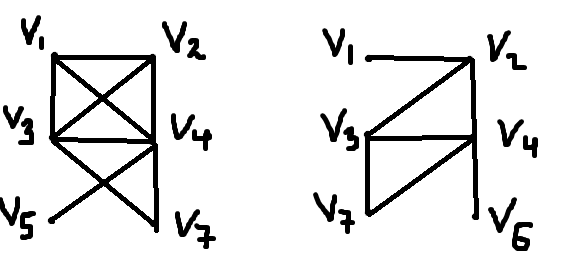 V₁ V₂ V₁ V₂
V₃ V₄ V₃ V₄
V₅ V₇ V₇ V₆